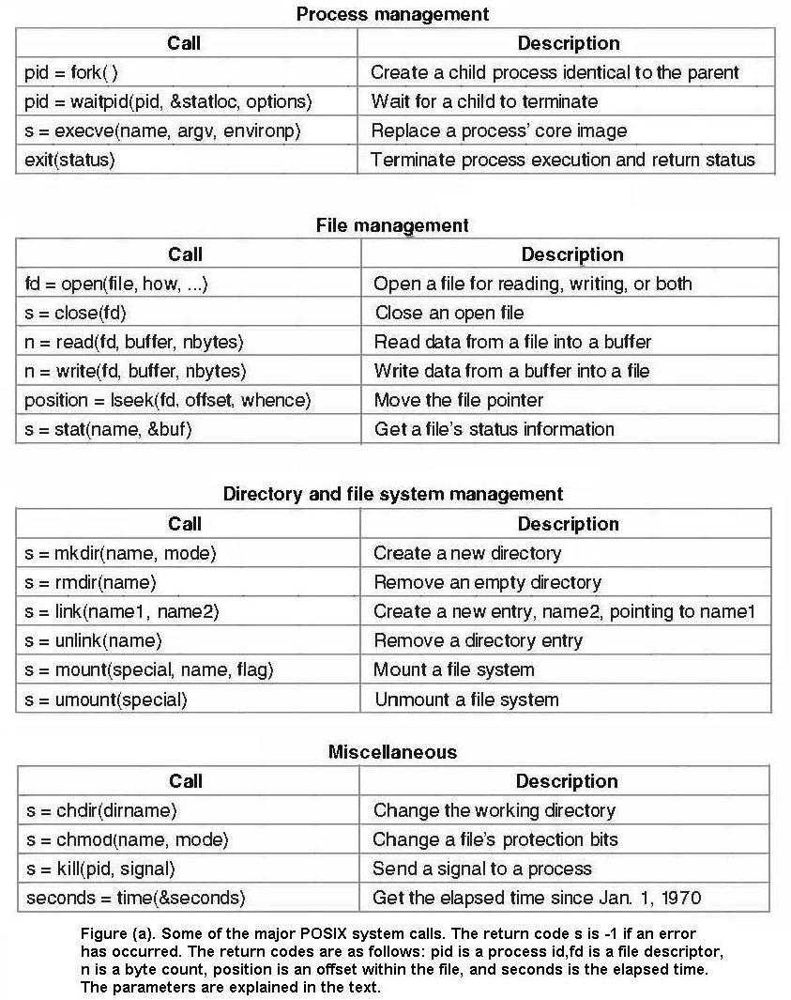 Process management
Call Description
pid = fork( ) Create a child process identical to the parent
pid = waitpid(pid, &statloc, options) Wait for a child to terminate
s = execve(name, argv, environp) Replace a process' core image
exit(status) Terminate process execution and return status
File management
Call Description
fd = open(file, how, ...) Open a file for reading, writing, or both
s = close(fd) Close an open file
n = read(fd, buffer, nbytes) Read data from a file into a buffer
n = write(fd, buffer, nbytes) Write data from a buffer into a file
position = lseek(fd, offset, whence) Move the file pointer
s = stat(name, &buf) Get a file's status information
Directory and file system management
Call Description
s = mkdir(name, mode) Create a new directory
s = rmdir(name) Remove an empty directory
s = link(name1, name2) Create a new entry, name2, pointing to name1
s = unlink(name) Remove a directory entry
s = mount(special, name, flag) Mount a file system
s = umount(special) Unmount a file system
Miscellaneous
Call Description
s = chdir(dirname) Change the working directory
s = chmod(name, mode) Change a file's protection bits
s = kill(pid, signal) Send a signal to a process
seconds = time(&seconds) Get the elapsed time since Jan. 1, 1970
Figure (a). Some of the major POSIX system calls. The return code s is -1 if an error
has occurred. The return codes are as follows: pid is a process id,fd is a file descriptor,
n is a byte count, position is an offset within the file, and seconds is the elapsed time.
The parameters are explained in the text.